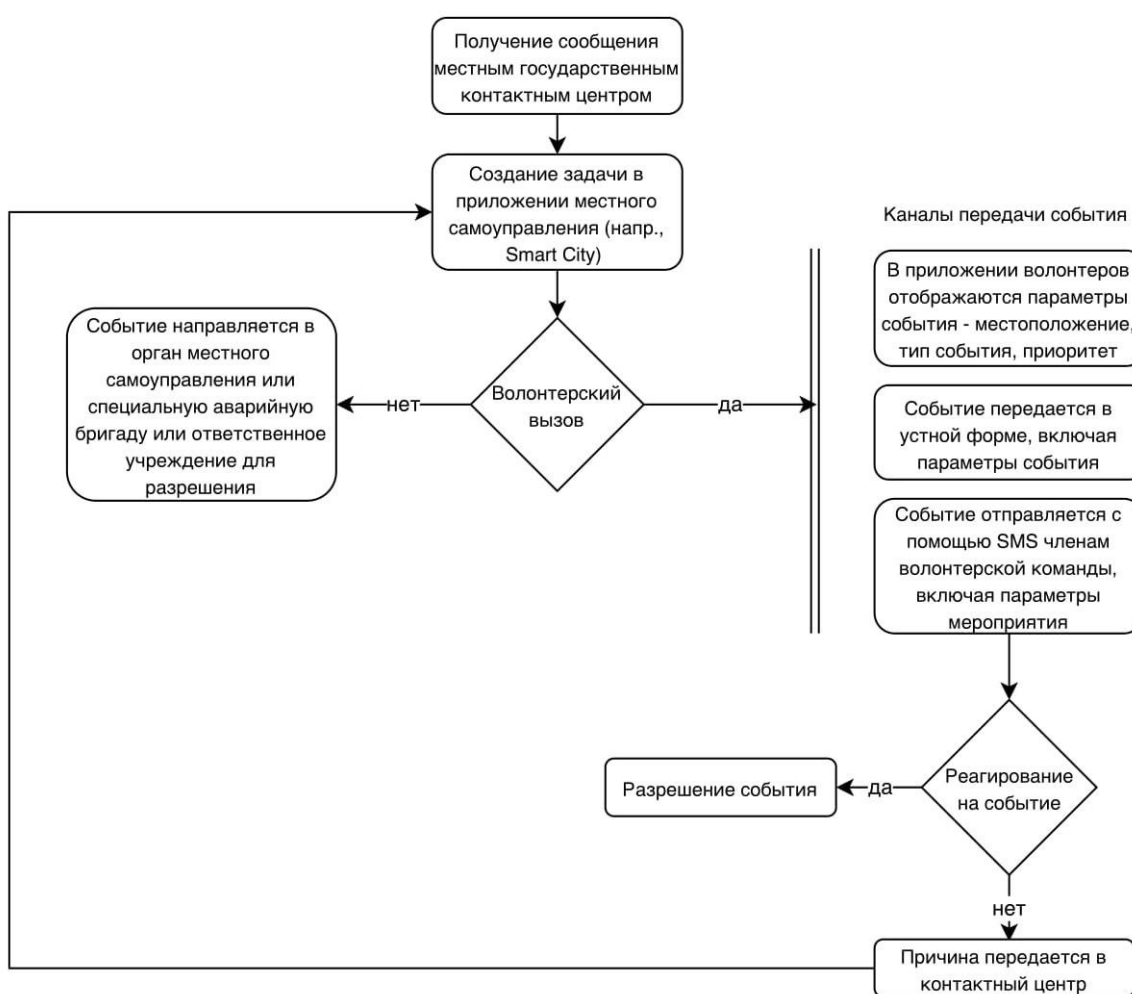 Получение сообщения
местным государственным
контактным центром
Создание задачи в
приложении местного
самоуправления (напр.,
Smart City)
Каналы передачи события
В приложении волонтеров
отображаются параметры
события - местоположение,
тип события, приоритет
Событие направляется в
орган местного
самоуправления или
специальную аварийную
бригаду или ответственное
учреждение для
разрешения
нет
Волонтерский
вызов
да
Событие передается в
устной форме, включая
параметры события
Событие отправляется с
помощью SMS членам
волонтерской команды,
включая параметры
мероприятия
Разрешение события
да
Реагирование
на событие
нет
Причина передается в
контактный центр